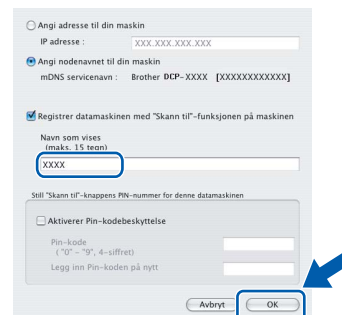 Angi adresse til din maskin
IP adresse : XXX.XXX.XXX.XXX
Angi nodenavnet til din maskin
mDNS servicenavn : Brother DCP-XXXX [XXXXXXXXXXXX]
Registrer datamaskinen med "Skann til"-funksjonen på maskinen
Navn som vises
(maks. 15 tegn)
XXXX
Still "Skann til"-knappens PIN-nummer for denne datamaskinen
Aktiverer Pin-kodebeskyttelse
Pin-kode
( "0" - "9", 4-siffret)
Legg inn Pin-koden på nytt
Avbryt OK